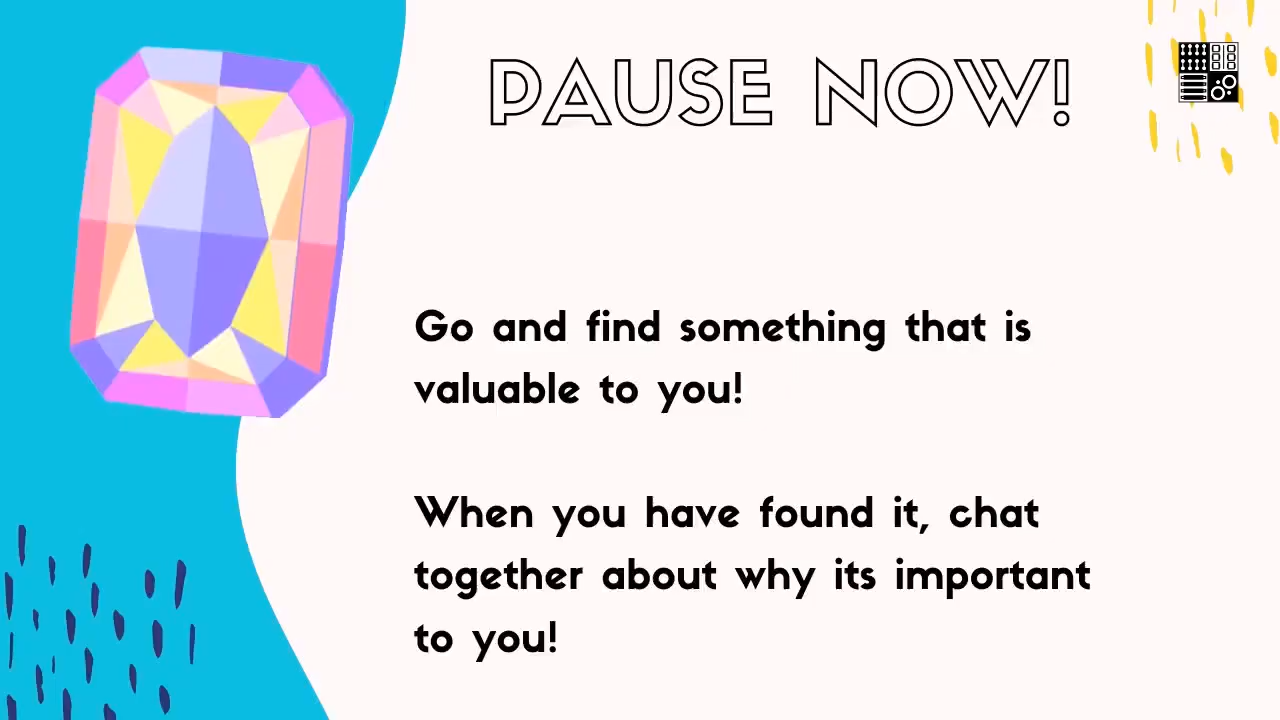 PAUSE NOW!
Go and find something that is
valuable to you!
When you have found it, chat
together about why its important
to you!